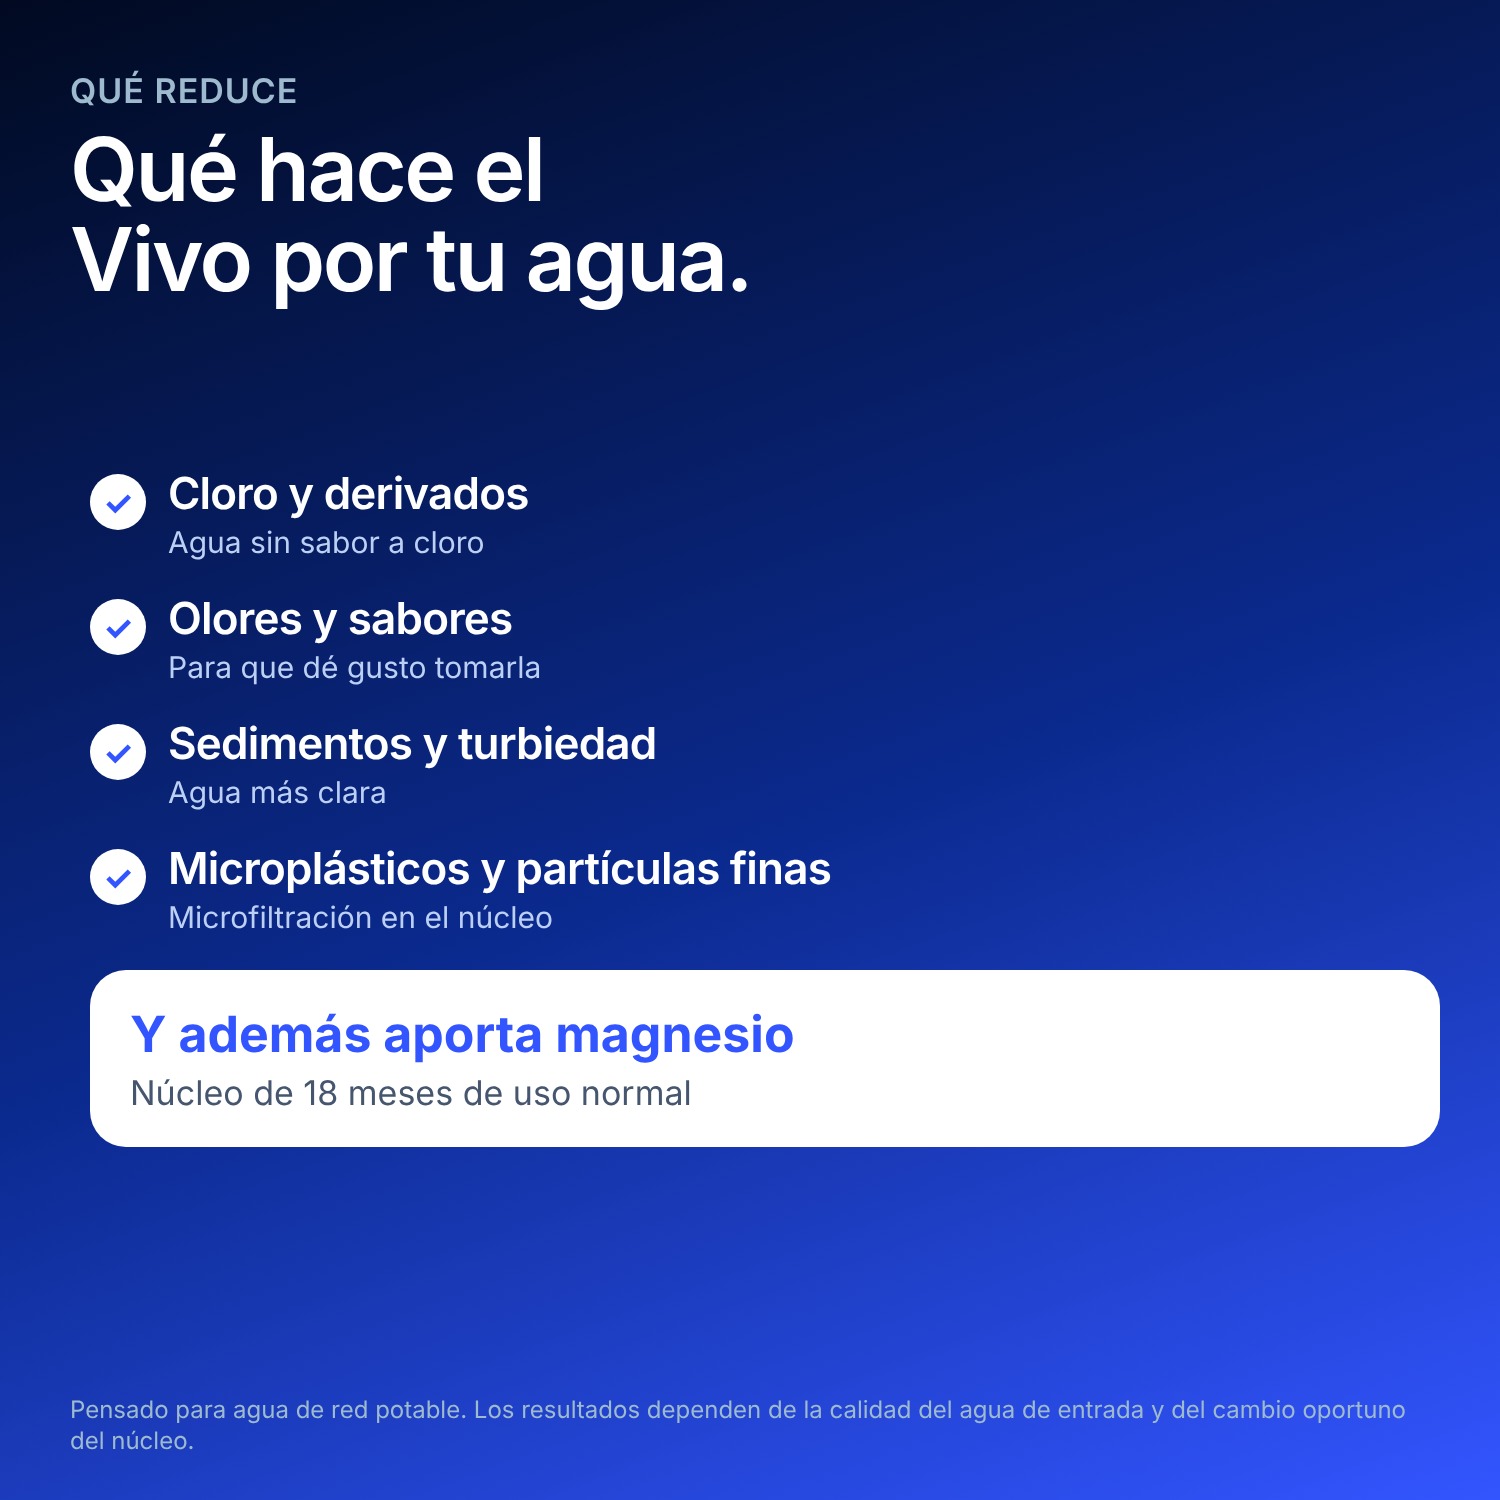 QUÉ REDUCE
Qué hace el
Vivo por tu agua.
Cloro y derivados
Agua sin sabor a cloro
Olores y sabores
Para que dé gusto tomarla
Sedimentos y turbiedad
Agua más clara
Microplásticos y partículas finas
Microfiltración en el núcleo
Y además aporta magnesio
Núcleo de 18 meses de uso normal
Pensado para agua de red potable. Los resultados dependen de la calidad del agua de entrada y del cambio oportuno
del núcleo.